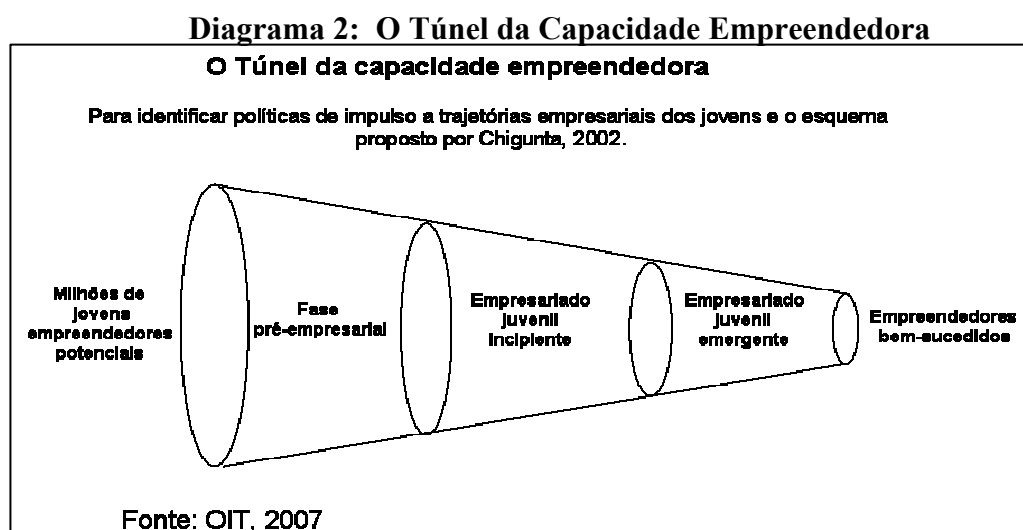 Diagrama 2: O Túnel da Capacidade Empreendedora
O Túnel da capacidade empreendedora
Para identificar políticas de impulso a trajetórias empresariais dos jovens e o esquema
proposto por Chigunta, 2002.
Milhões de
jovens
empreendedores
potenciais
Fase
pré-empresarial
Empresariado
juvenil
incipiente
Empresariado
juvenil
emergente
Empreendedores
bem-sucedidos
Fonte: OIT, 2007